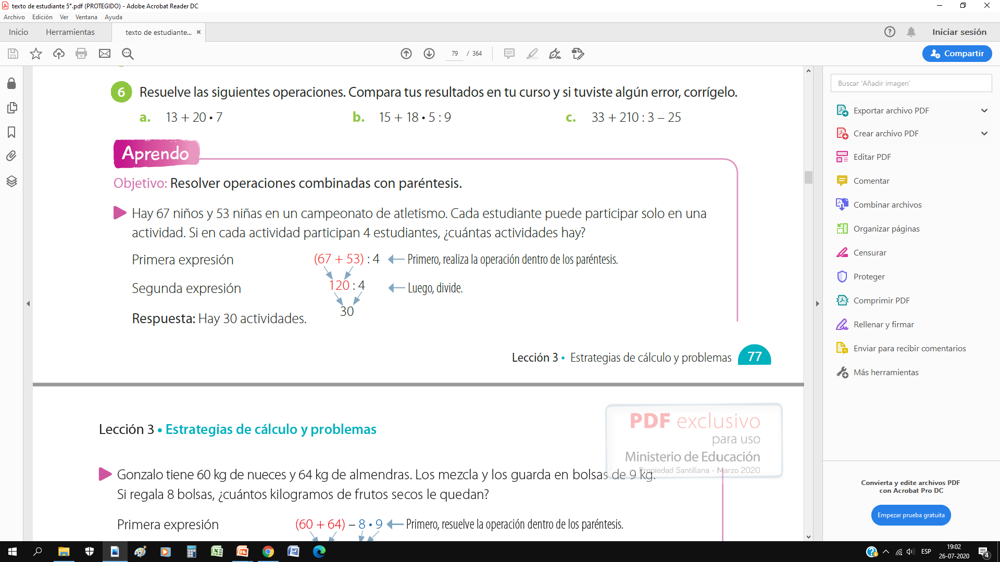 texto de estudiante 5°.pdf (PROTEGIDO) - Adobe Acrobat Reader DC
Archivo Edición Ver Ventana Ayuda
Inicio Herramientas texto de estudiante... × Iniciar sesión
79 / 364 Compartir
6 Resuelve las siguientes operaciones. Compara tus resultados en tu curso y si tuviste algún error, corrígelo.
a. 13 + 20 • 7 b. 15 + 18 • 5 : 9 c. 33 + 210 : 3 – 25
Aprendo
Objetivo: Resolver operaciones combinadas con paréntesis.
Hay 67 niños y 53 niñas en un campeonato de atletismo. Cada estudiante puede participar solo en una
actividad. Si en cada actividad participan 4 estudiantes, ¿cuántas actividades hay?
Primera expresión (67 + 53) : 4 Primero, realiza la operación dentro de los paréntesis.
Segunda expresión 120 : 4 Luego, divide.
30
Respuesta: Hay 30 actividades.
Lección 3 • Estrategias de cálculo y problemas 77
PDF exclusivo
para uso
Ministerio de Educación
Propiedad Santillana - Marzo 2020
Lección 3 • Estrategias de cálculo y problemas
Gonzalo tiene 60 kg de nueces y 64 kg de almendras. Los mezcla y los guarda en bolsas de 9 kg.
Si regala 8 bolsas, ¿cuántos kilogramos de frutos secos le quedan?
Primera expresión (60 + 64) – 8 • 9 Primero, resuelve la operación dentro de los paréntesis.
Buscar 'Añadir imagen'
Exportar archivo PDF
Crear archivo PDF
Editar PDF
Comentar
Combinar archivos
Organizar páginas
Censurar
Proteger
Comprimir PDF
Rellenar y firmar
Enviar para recibir comentarios
Más herramientas
Convierta y edite archivos PDF
con Acrobat Pro DC
Empezar prueba gratuita
ESP
19:02
26-07-2020
4